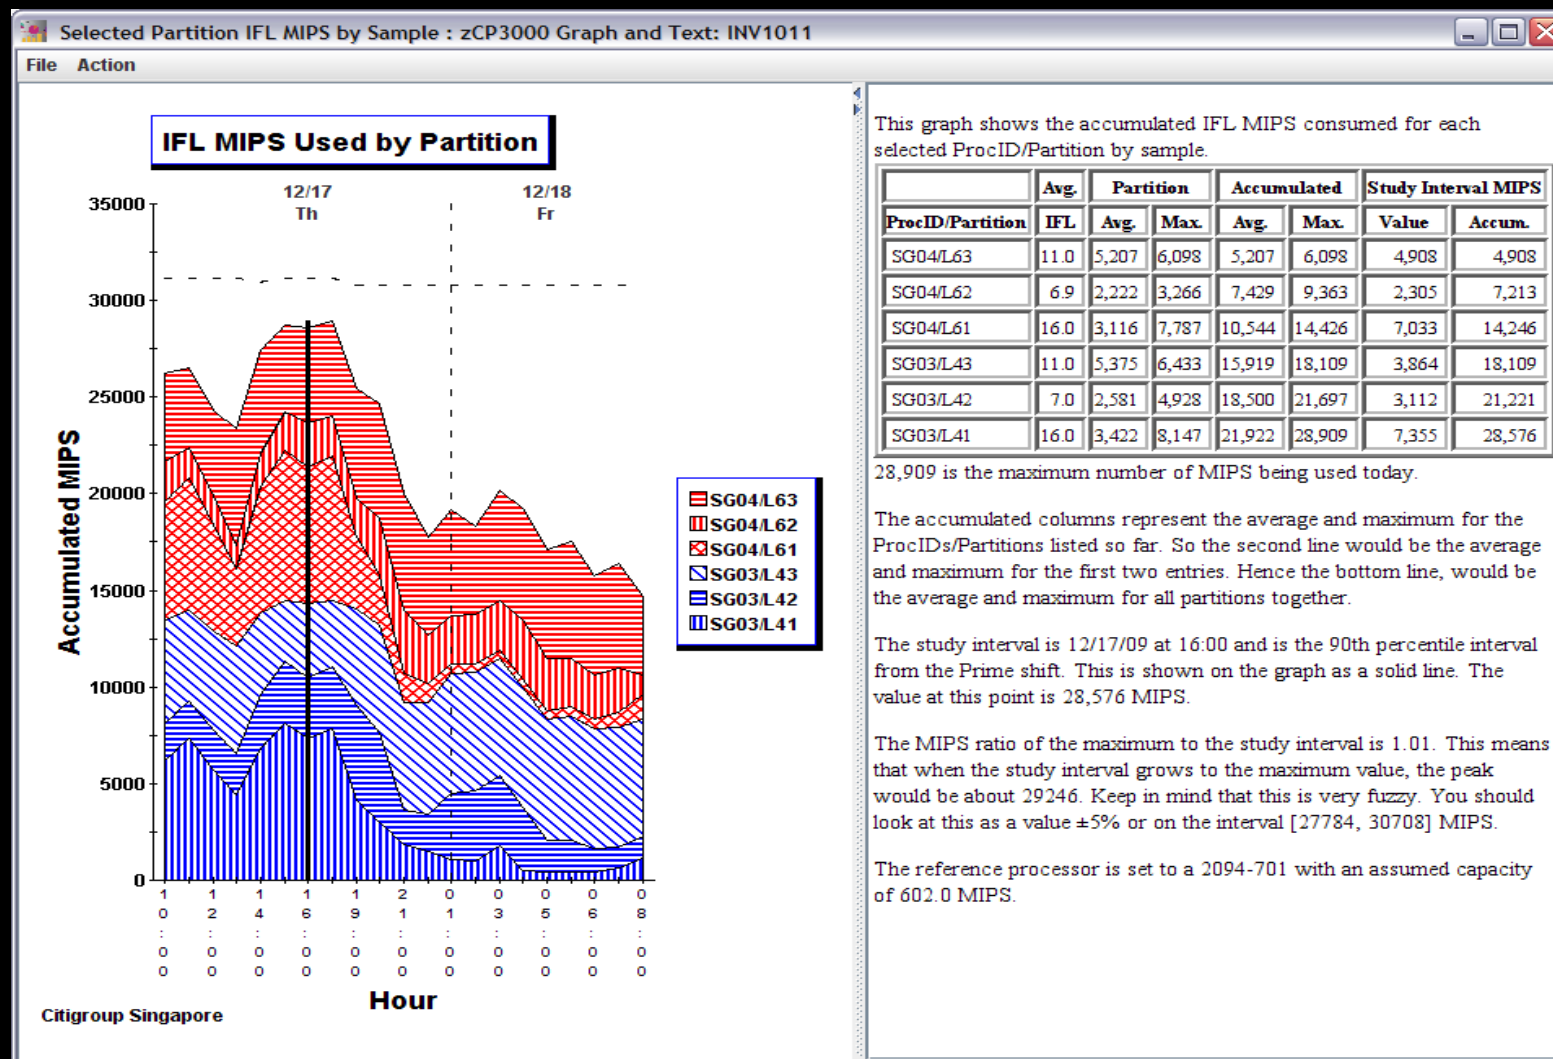 Selected Partition IFL MIPS by Sample : zCP3000 Graph and Text: INV1011
File Action
IFL MIPS Used by Partition
12/17 12/18
Th Fr
35000
30000
25000
20000
15000
10000
5000
0
Accumulated MIPS
10:00 12:00 14:00 16:00 19:00 21:00 01:00 03:00 05:00 06:00 08:00
Hour
Citigroup Singapore
SG04/L63
SG04/L62
SG04/L61
SG03/L43
SG03/L42
SG03/L41
This graph shows the accumulated IFL MIPS consumed for each
selected ProcID/Partition by sample.
Avg. Partition Accumulated Study Interval MIPS
ProcID/Partition IFL Avg. Max. Avg. Max. Value Accum.
SG04/L63 11.0 5,207 6,098 5,207 6,098 4,908 4,908
SG04/L62 6.9 2,222 3,266 7,429 9,363 2,305 7,213
SG04/L61 16.0 3,116 7,787 10,544 14,426 7,033 14,246
SG03/L43 11.0 5,375 6,433 15,919 18,109 3,864 18,109
SG03/L42 7.0 2,581 4,928 18,500 21,697 3,112 21,221
SG03/L41 16.0 3,422 8,147 21,922 28,909 7,355 28,576
28,909 is the maximum number of MIPS being used today.
The accumulated columns represent the average and maximum for the
ProcIDs/Partitions listed so far. So the second line would be the average
and maximum for the first two entries. Hence the bottom line, would be
the average and maximum for all partitions together.
The study interval is 12/17/09 at 16:00 and is the 90th percentile interval
from the Prime shift. This is shown on the graph as a solid line. The
value at this point is 28,576 MIPS.
The MIPS ratio of the maximum to the study interval is 1.01. This means
that when the study interval grows to the maximum value, the peak
would be about 29246. Keep in mind that this is very fuzzy. You should
look at this as a value ±5% or on the interval [27784, 30708] MIPS.
The reference processor is set to a 2094-701 with an assumed capacity
of 602.0 MIPS.